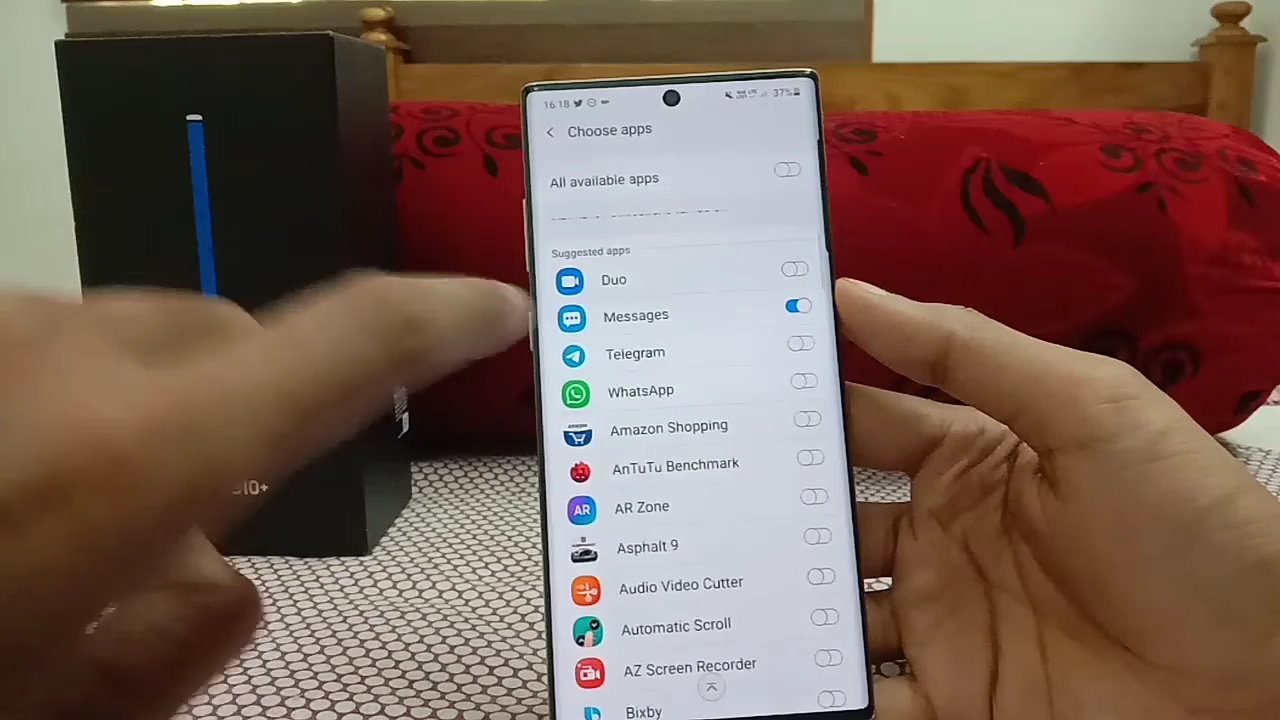 16:18
37%
Choose apps
All available apps
Suggested apps
Duo
Messages
Telegram
WhatsApp
Amazon Shopping
AnTuTu Benchmark
AR
AR Zone
Asphalt 9
Audio Video Cutter
Automatic Scroll
AZ Screen Recorder
Bixby
10+